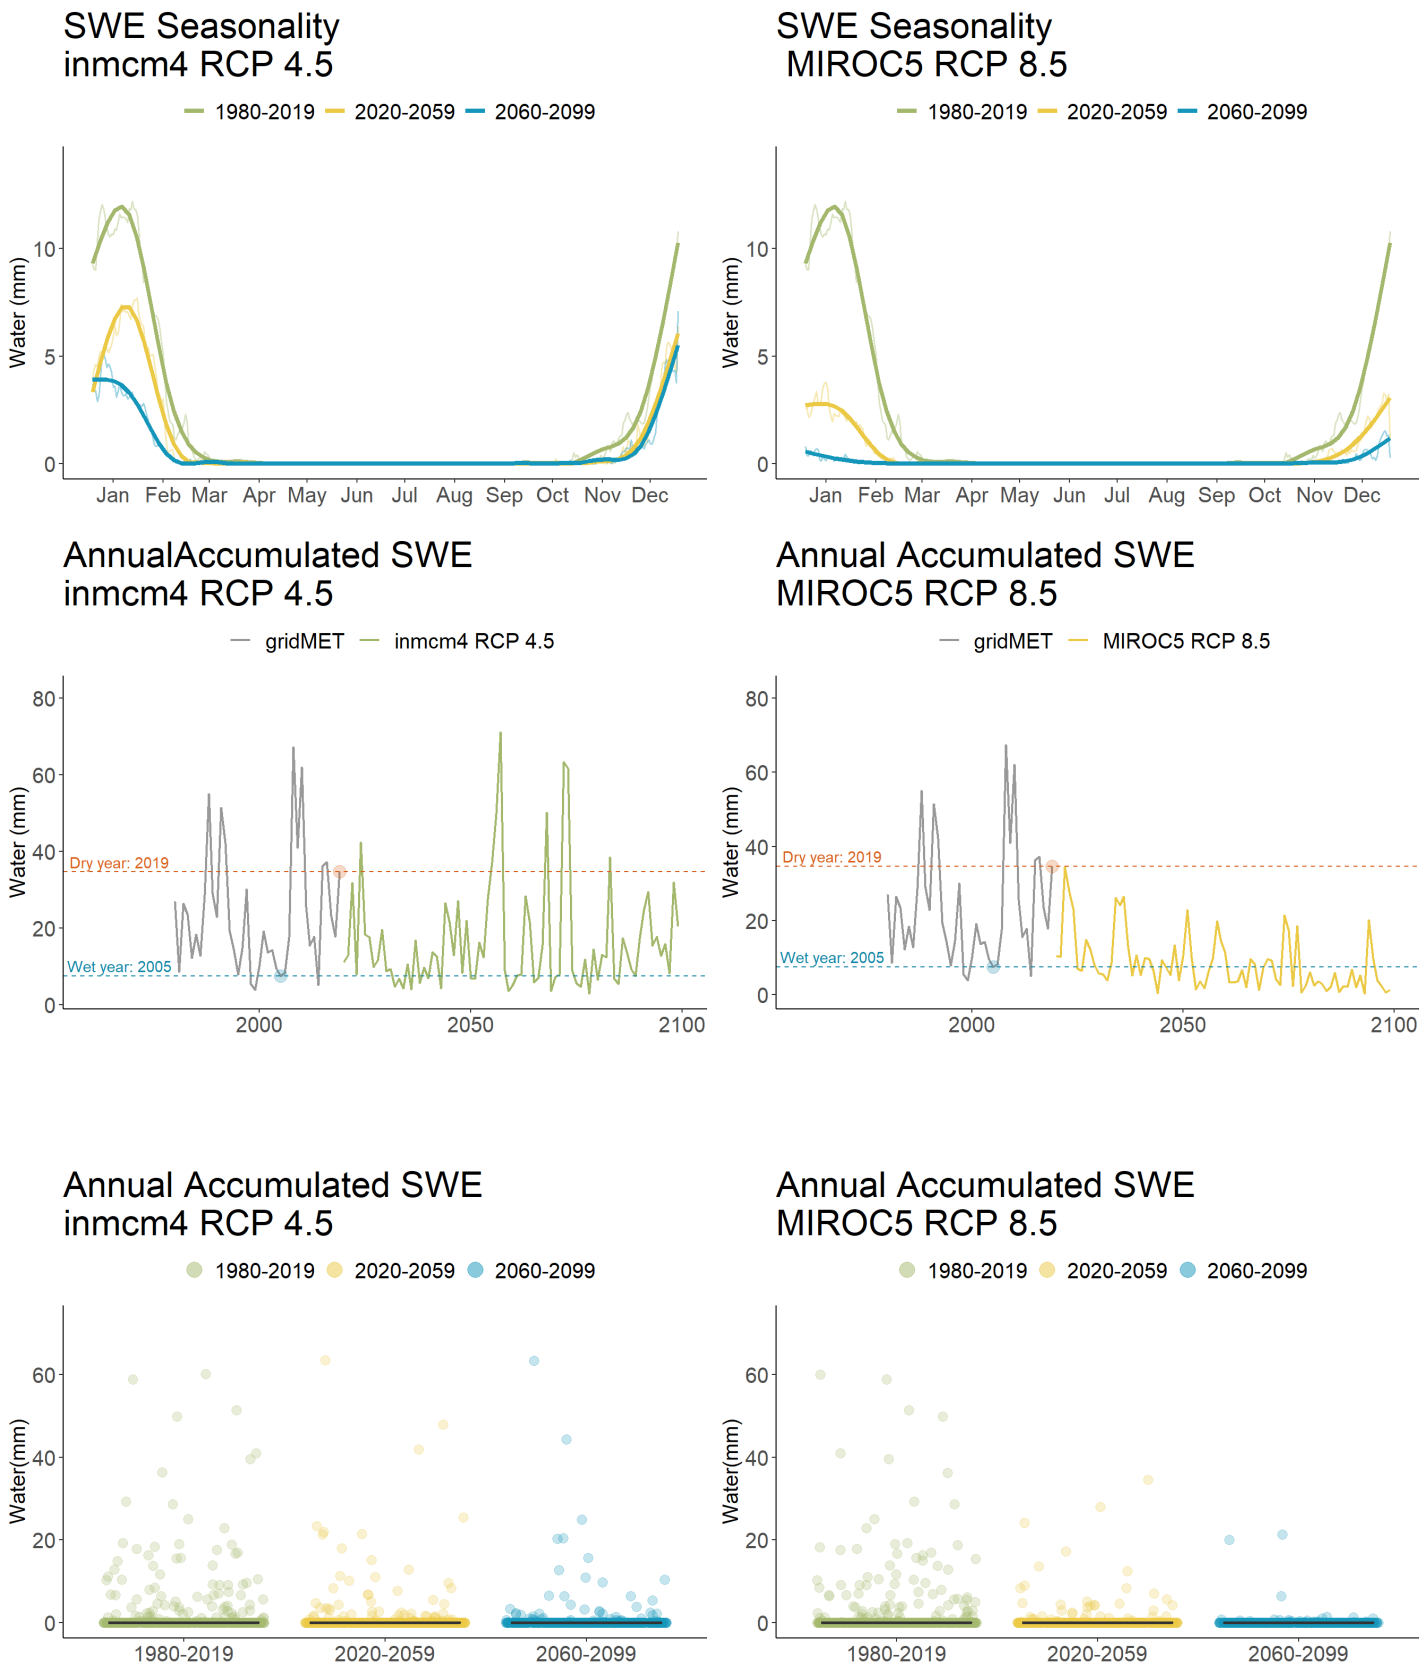 SWE Seasonality
inmcm4 RCP 4.5
1980-2019 2020-2059 2060-2099
Water (mm)
10
5
0
Jan Feb Mar Apr May Jun Jul Aug Sep Oct Nov Dec
SWE Seasonality
MIROC5 RCP 8.5
1980-2019 2020-2059 2060-2099
Water (mm)
10
5
0
Jan Feb Mar Apr May Jun Jul Aug Sep Oct Nov Dec
AnnualAccumulated SWE
inmcm4 RCP 4.5
gridMET inmcm4 RCP 4.5
Water (mm)
80
60
40
Dry year: 2019
20
Wet year: 2005
0
2000 2050 2100
Annual Accumulated SWE
MIROC5 RCP 8.5
gridMET MIROC5 RCP 8.5
Water (mm)
80
60
40
Dry year: 2019
20
Wet year: 2005
0
2000 2050 2100
Annual Accumulated SWE
inmcm4 RCP 4.5
1980-2019 2020-2059 2060-2099
Water(mm)
60
40
20
0
1980-2019 2020-2059 2060-2099
Annual Accumulated SWE
MIROC5 RCP 8.5
1980-2019 2020-2059 2060-2099
Water(mm)
60
40
20
0
1980-2019 2020-2059 2060-2099